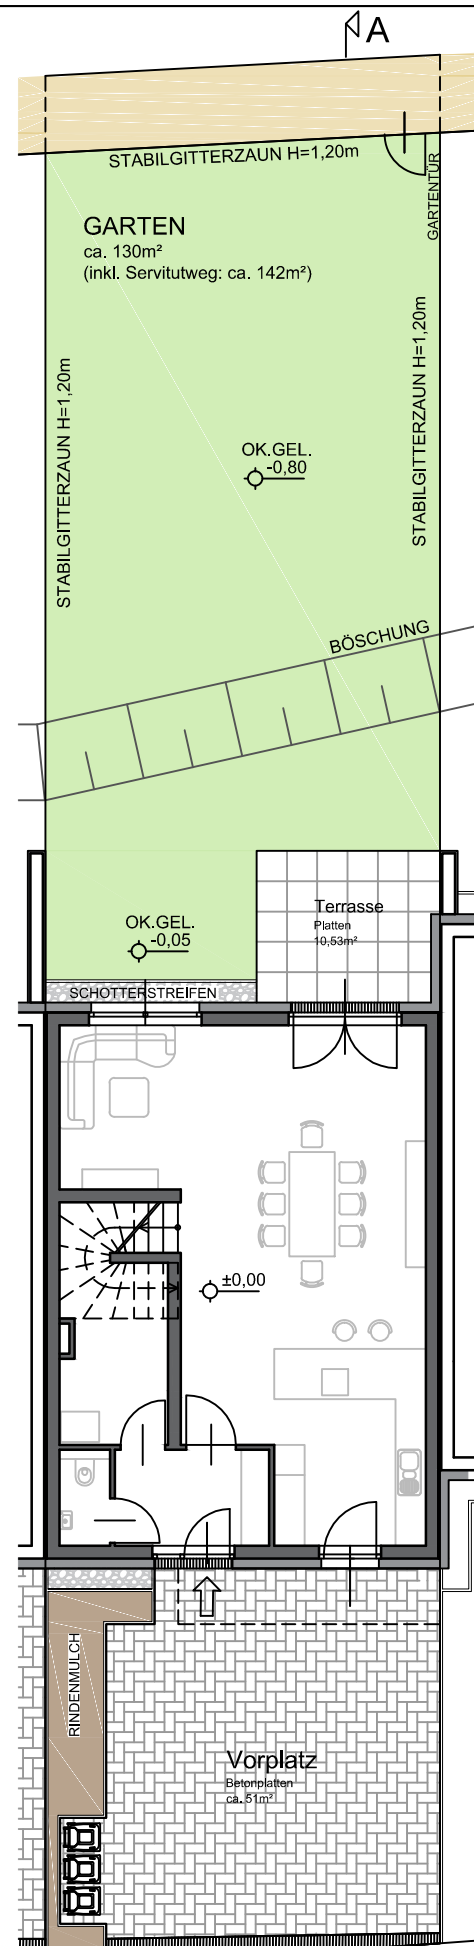 A
STABILGITTERZAUN H=1,20m
GARTENTÜR
GARTEN
ca. 130m²
(inkl. Servitutweg: ca. 142m²)
STABILGITTERZAUN H=1,20m
STABILGITTERZAUN H=1,20m
OK.GEL.
-0,80
BÖSCHUNG
Terrasse
Platten
10,53m²
OK.GEL.
-0,05
SCHOTTERSTREIFEN
±0,00
RINDENMULCH
Vorplatz
Betonplatten
ca. 51m²